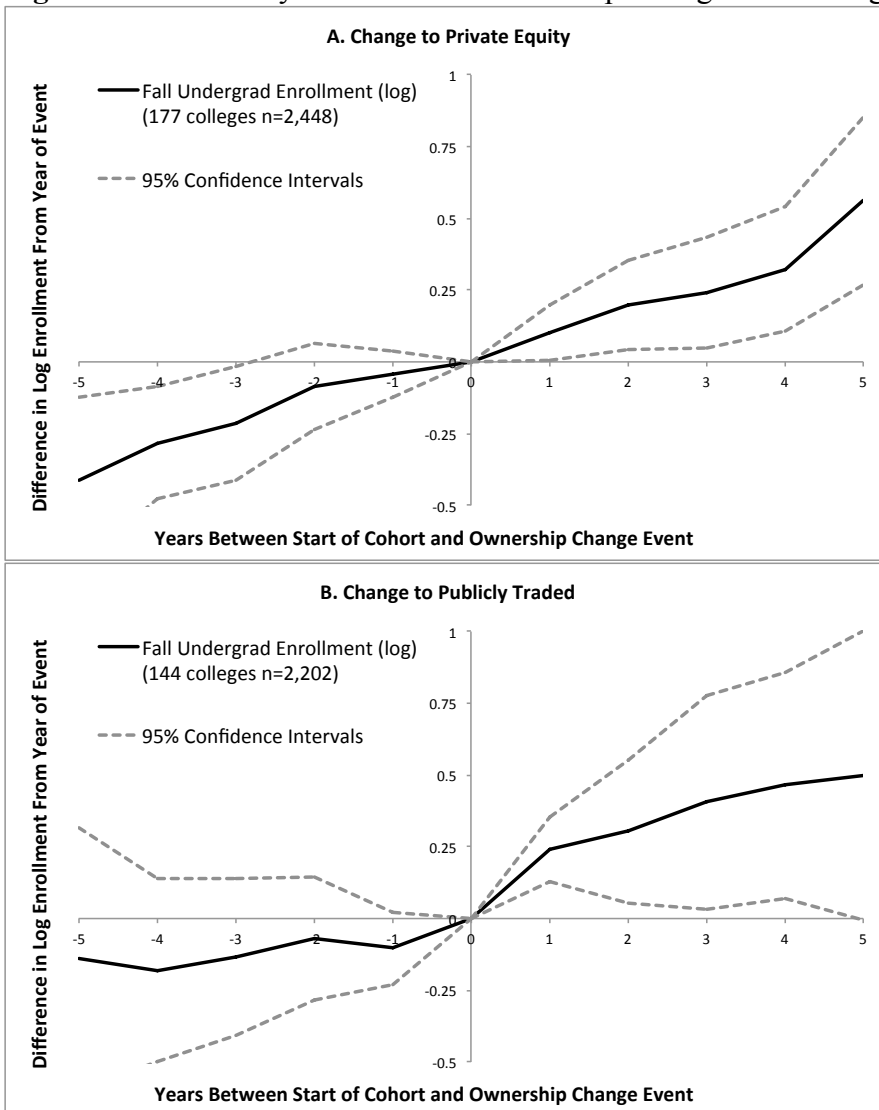 A. Change to Private Equity
Fall Undergrad Enrollment (log)
(177 colleges n=2,448)
95% Confidence Intervals
Difference in Log Enrollment From Year of Event
1
0.75
0.5
0.25
0
-0.25
-0.5
-5 -4 -3 -2 -1 0 1 2 3 4 5
Years Between Start of Cohort and Ownership Change Event
B. Change to Publicly Traded
Fall Undergrad Enrollment (log)
(144 colleges n=2,202)
95% Confidence Intervals
Difference in Log Enrollment From Year of Event
1
0.75
0.5
0.25
0
-0.25
-0.5
-5 -4 -3 -2 -1 0 1 2 3 4 5
Years Between Start of Cohort and Ownership Change Event